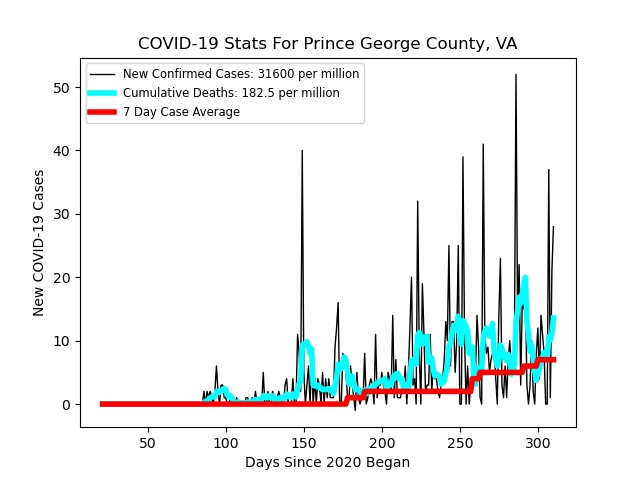 COVID-19 Stats For Prince George County, VA
New Confirmed Cases: 31600 per million
Cumulative Deaths: 182.5 per million
7 Day Case Average
New COVID-19 Cases
50
40
30
20
10
0
50 100 150 200 250 300
Days Since 2020 Began